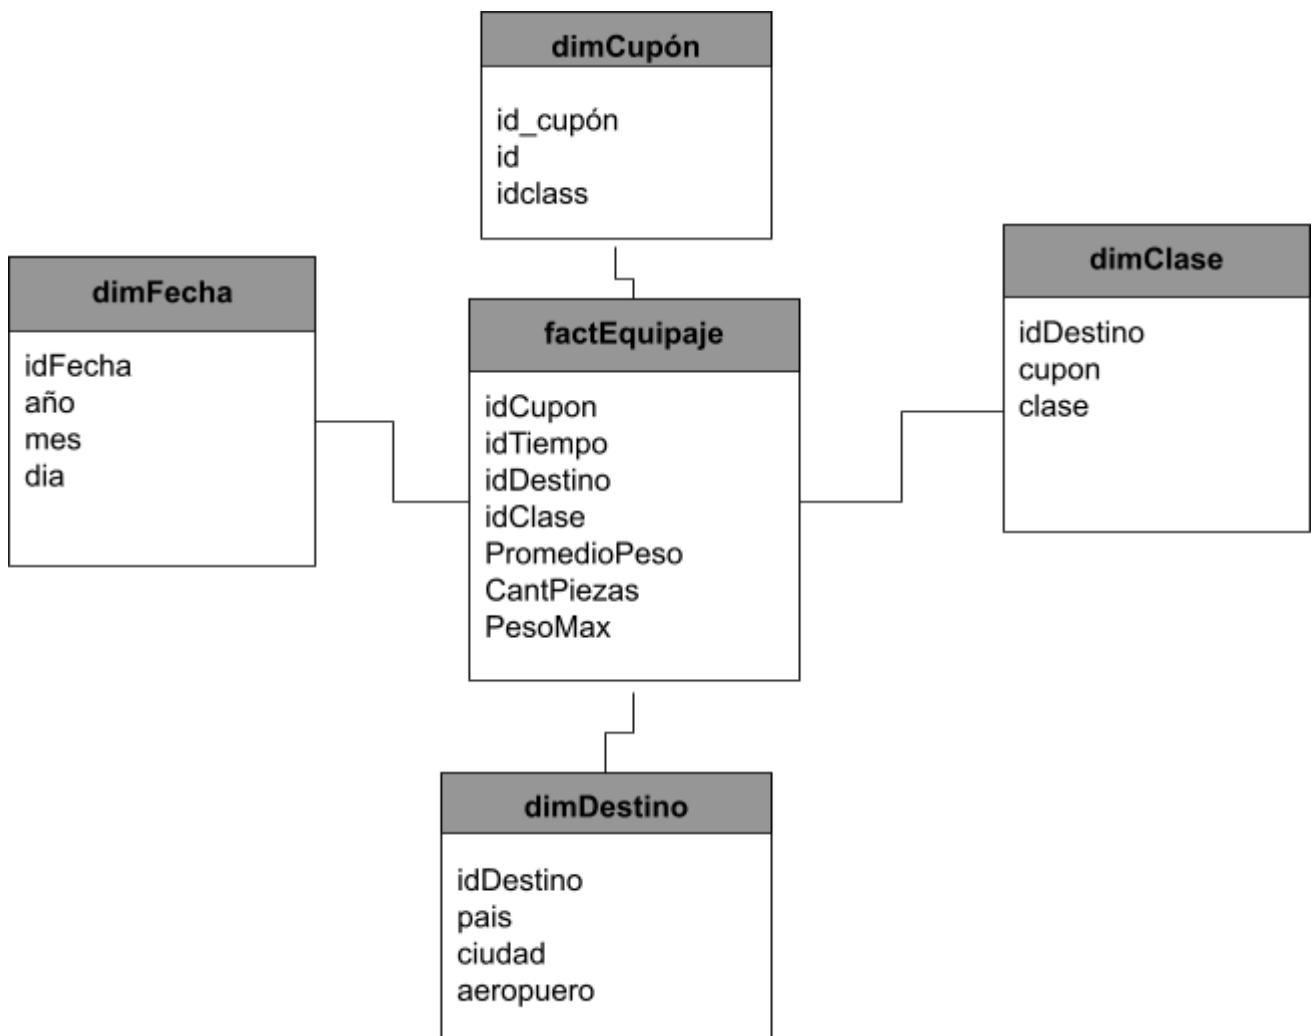 dimCupón
id_cupón
id
idclass
dimFecha
idFecha
año
mes
dia
factEquipaje
idCupon
idTiempo
idDestino
idClase
PromedioPeso
CantPiezas
PesoMax
dimClase
idDestino
cupon
clase
dimDestino
idDestino
pais
ciudad
aeropuero